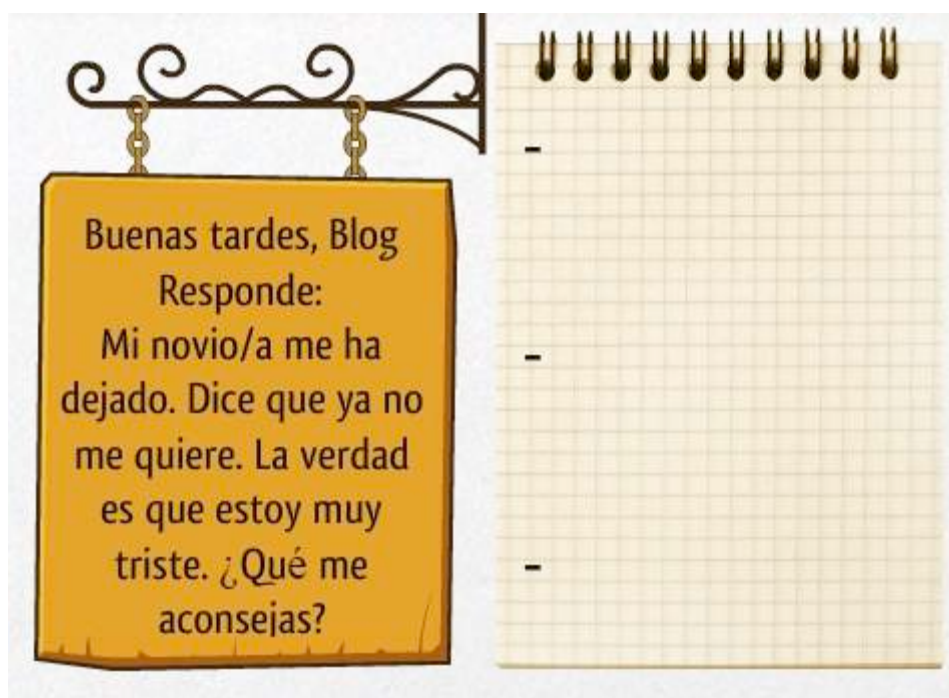 Buenas tardes, Blog
Responde:
Mi novio/a me ha
dejado. Dice que ya no
me quiere. La verdad
es que estoy muy
triste. ¿Qué me
aconsejas?
-
-
-